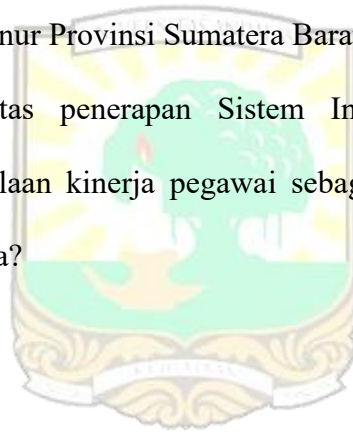 nur Provinsi Sumatera Bara
tas penerapan Sistem In
laan kinerja pegawai sebag
a?